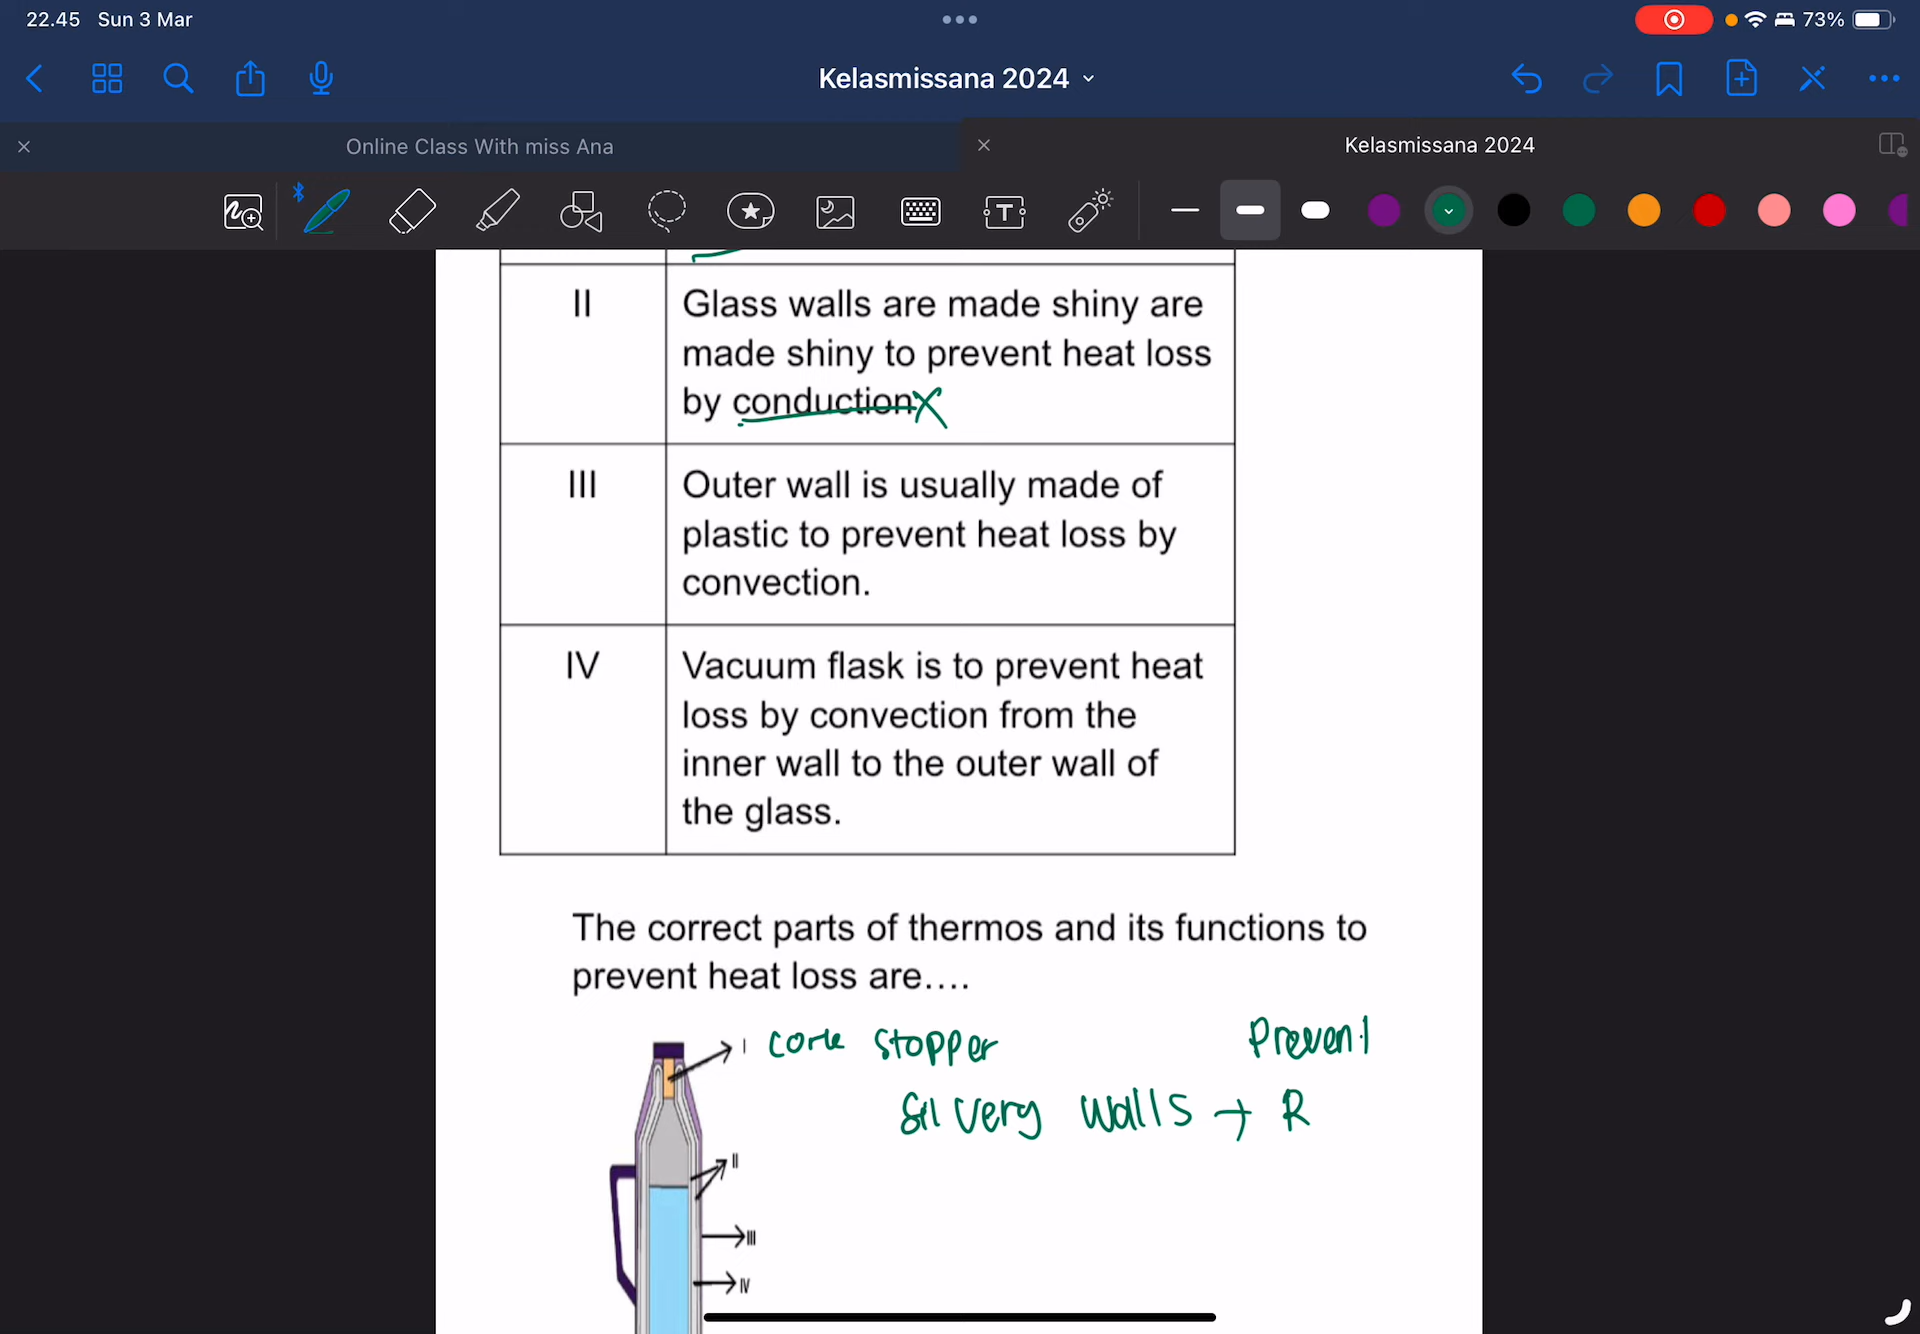 22.45 Sun 3 Mar
73%
Kelasmissana 2024
Online Class With miss Ana
Kelasmissana 2024
II
Glass walls are made shiny are
made shiny to prevent heat loss
by conduction X
III
Outer wall is usually made of
plastic to prevent heat loss by
convection.
IV
Vacuum flask is to prevent heat
loss by convection from the
inner wall to the outer wall of
the glass.
The correct parts of thermos and its functions to
prevent heat loss are....
I cork stopper Prevent
Silvery walls → R
II
III
IV